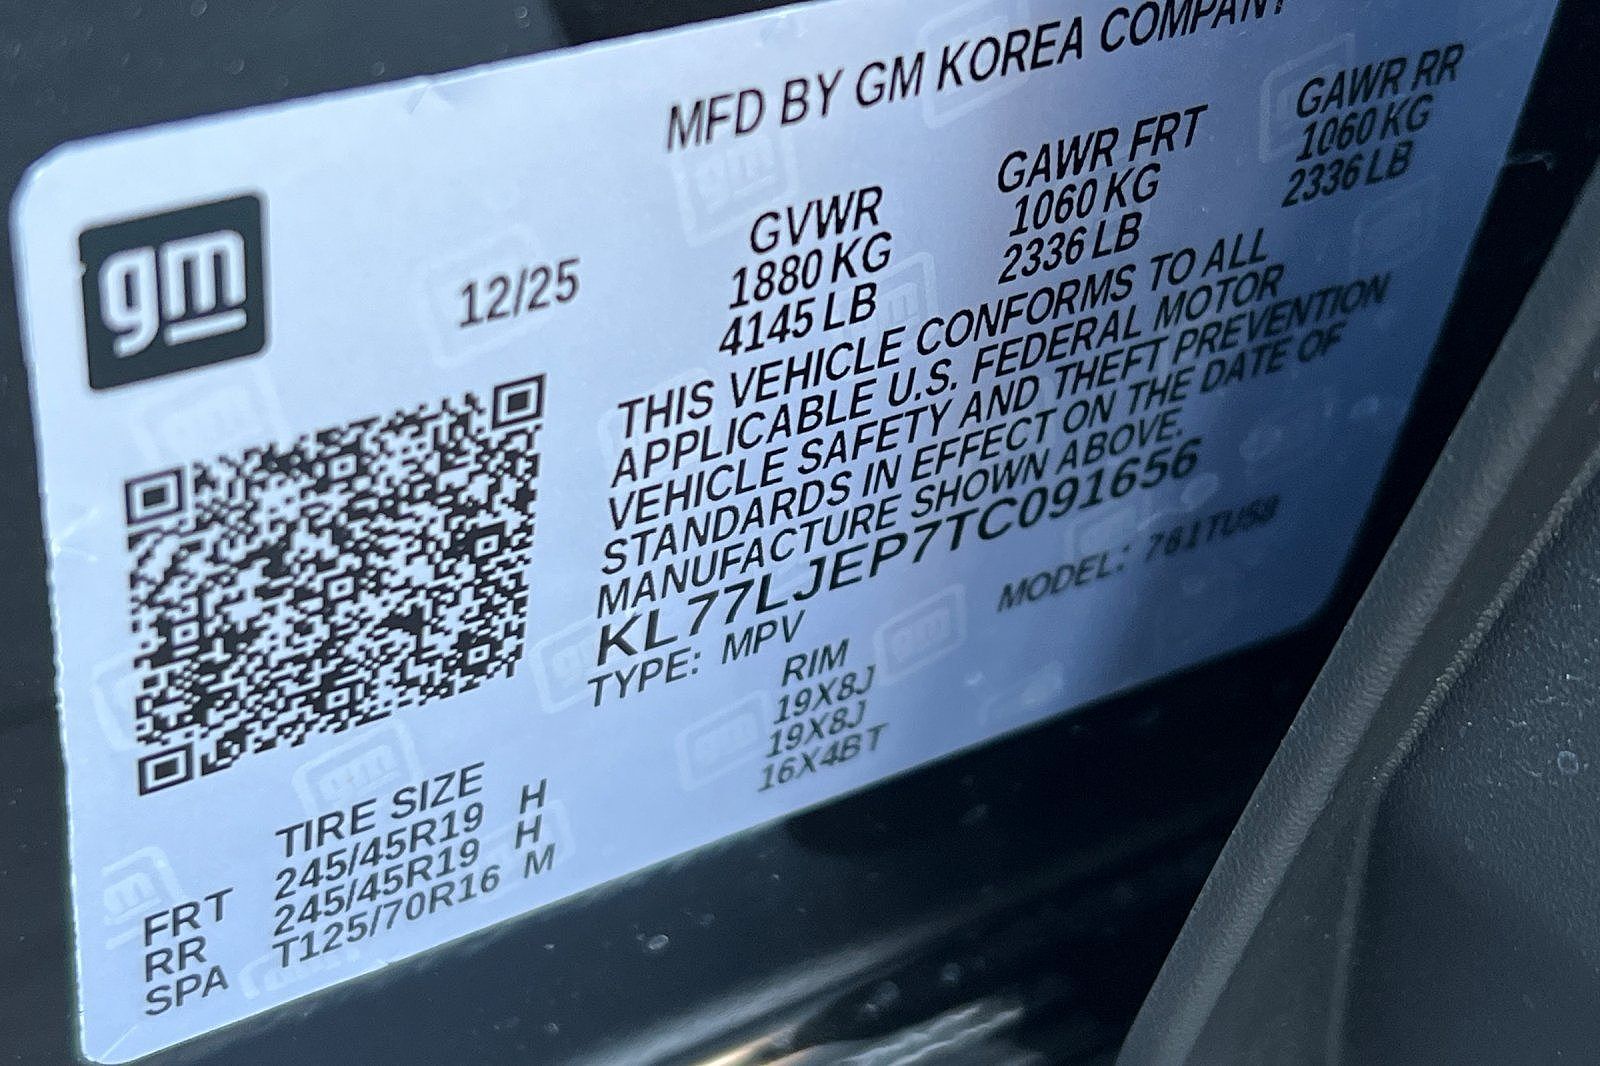 MFD BY GM KOREA COMPANY
gm
12/25
GVWR
1880 KG
4145 LB
GAWR FRT
1060 KG
2336 LB
GAWR RR
1060 KG
2336 LB
THIS VEHICLE CONFORMS TO ALL
APPLICABLE U.S. FEDERAL MOTOR
VEHICLE SAFETY AND THEFT PREVENTION
STANDARDS IN EFFECT ON THE DATE OF
MANUFACTURE SHOWN ABOVE.
KL77LJEP7TC091656
TYPE: MPV
MODEL:
TIRE SIZE
RIM
FRT 245/45R19 H 19X8J
RR 245/45R19 H 19X8J
SPA T125/70R16 M 16X4BT